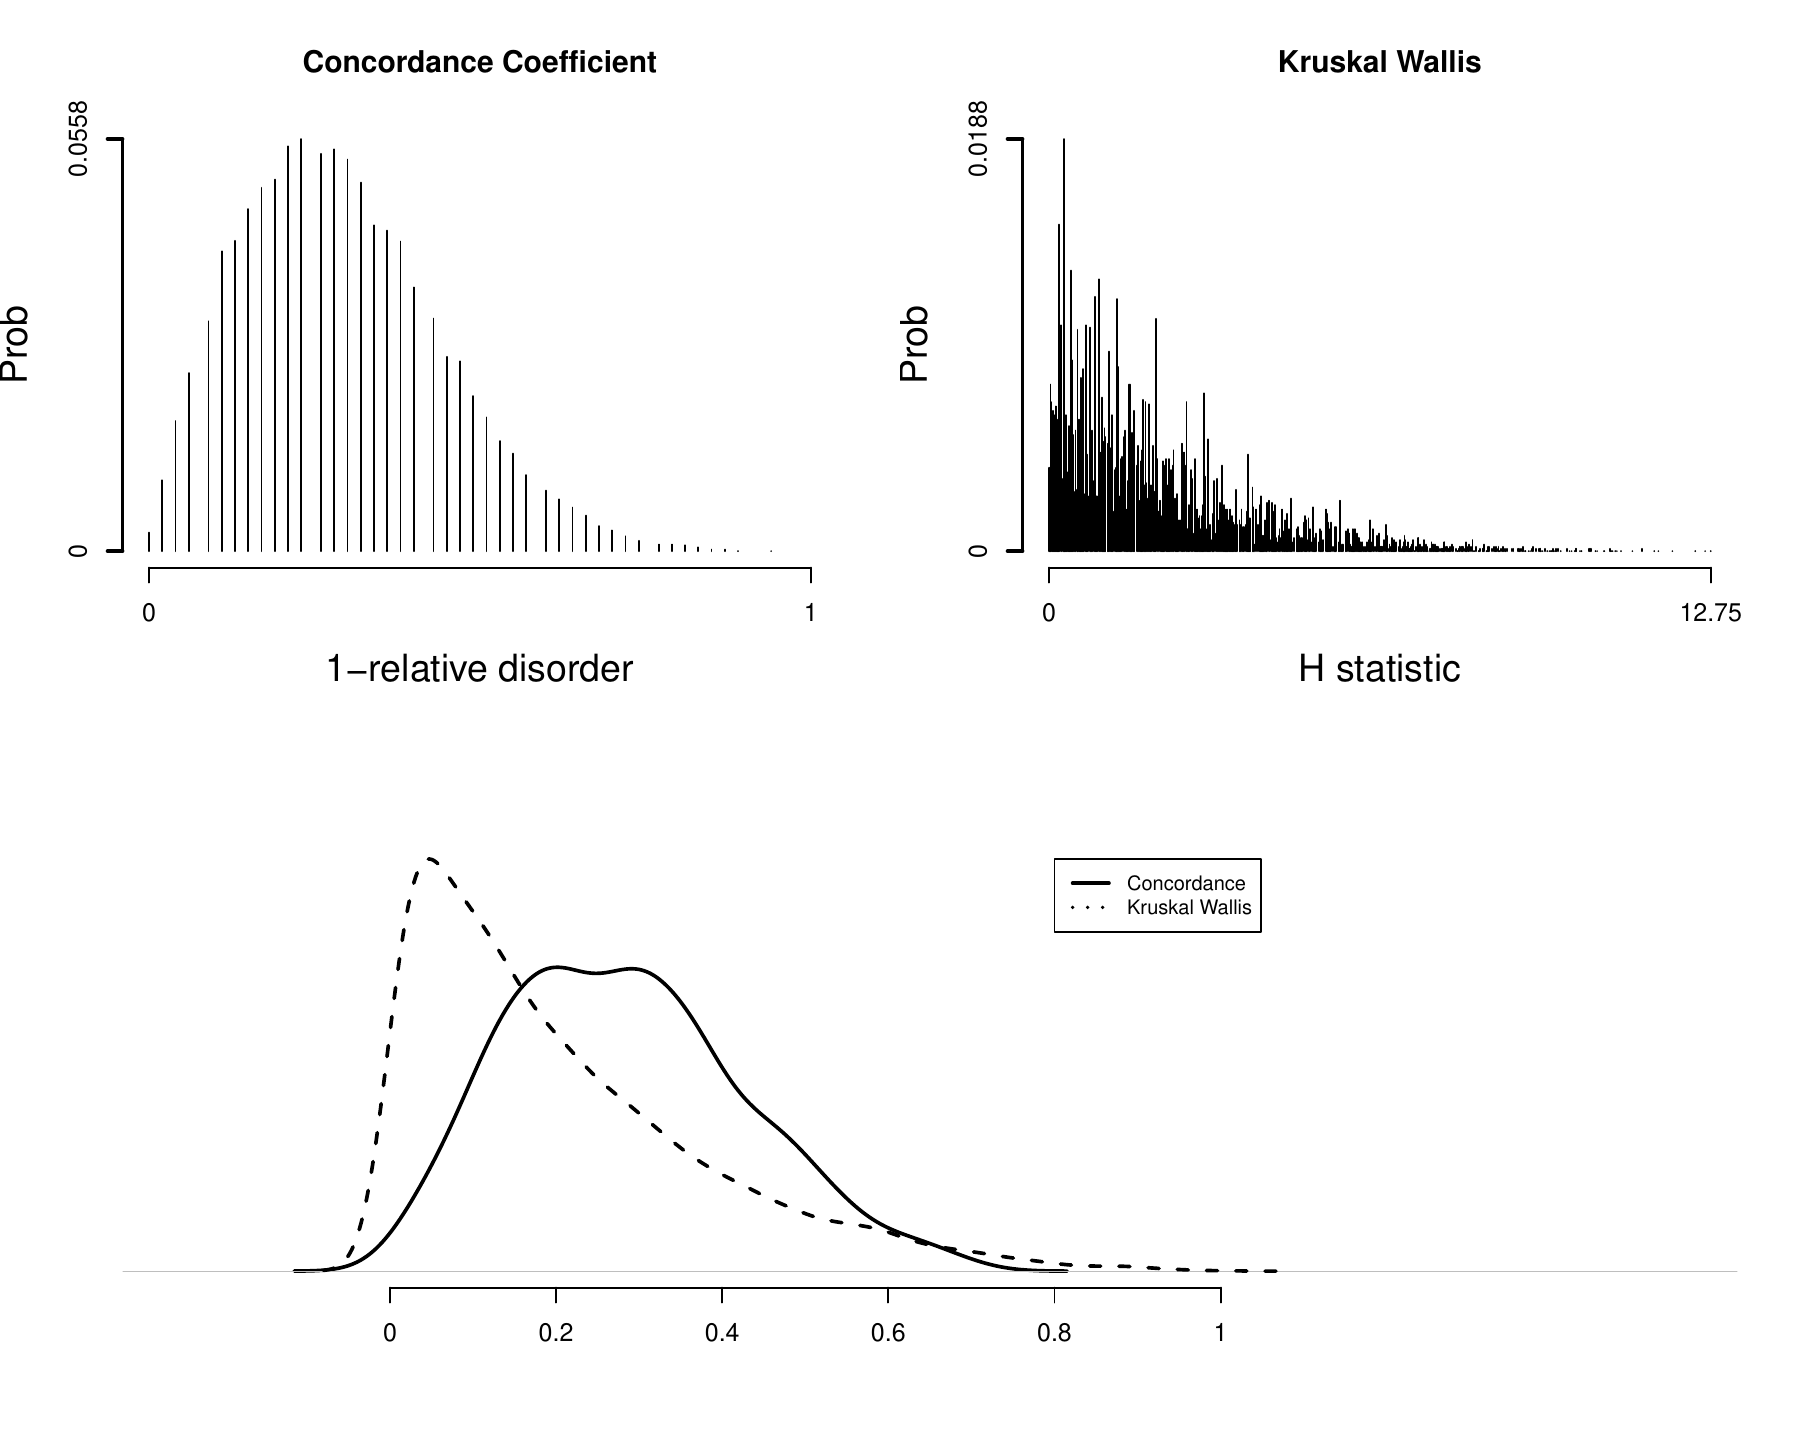 Concordance Coefficient
Prob
0.0558
0
0 1
1−relative disorder
Kruskal Wallis
Prob
0.0188
0
0 12.75
H statistic
Concordance
Kruskal Wallis
0 0.2 0.4 0.6 0.8 1